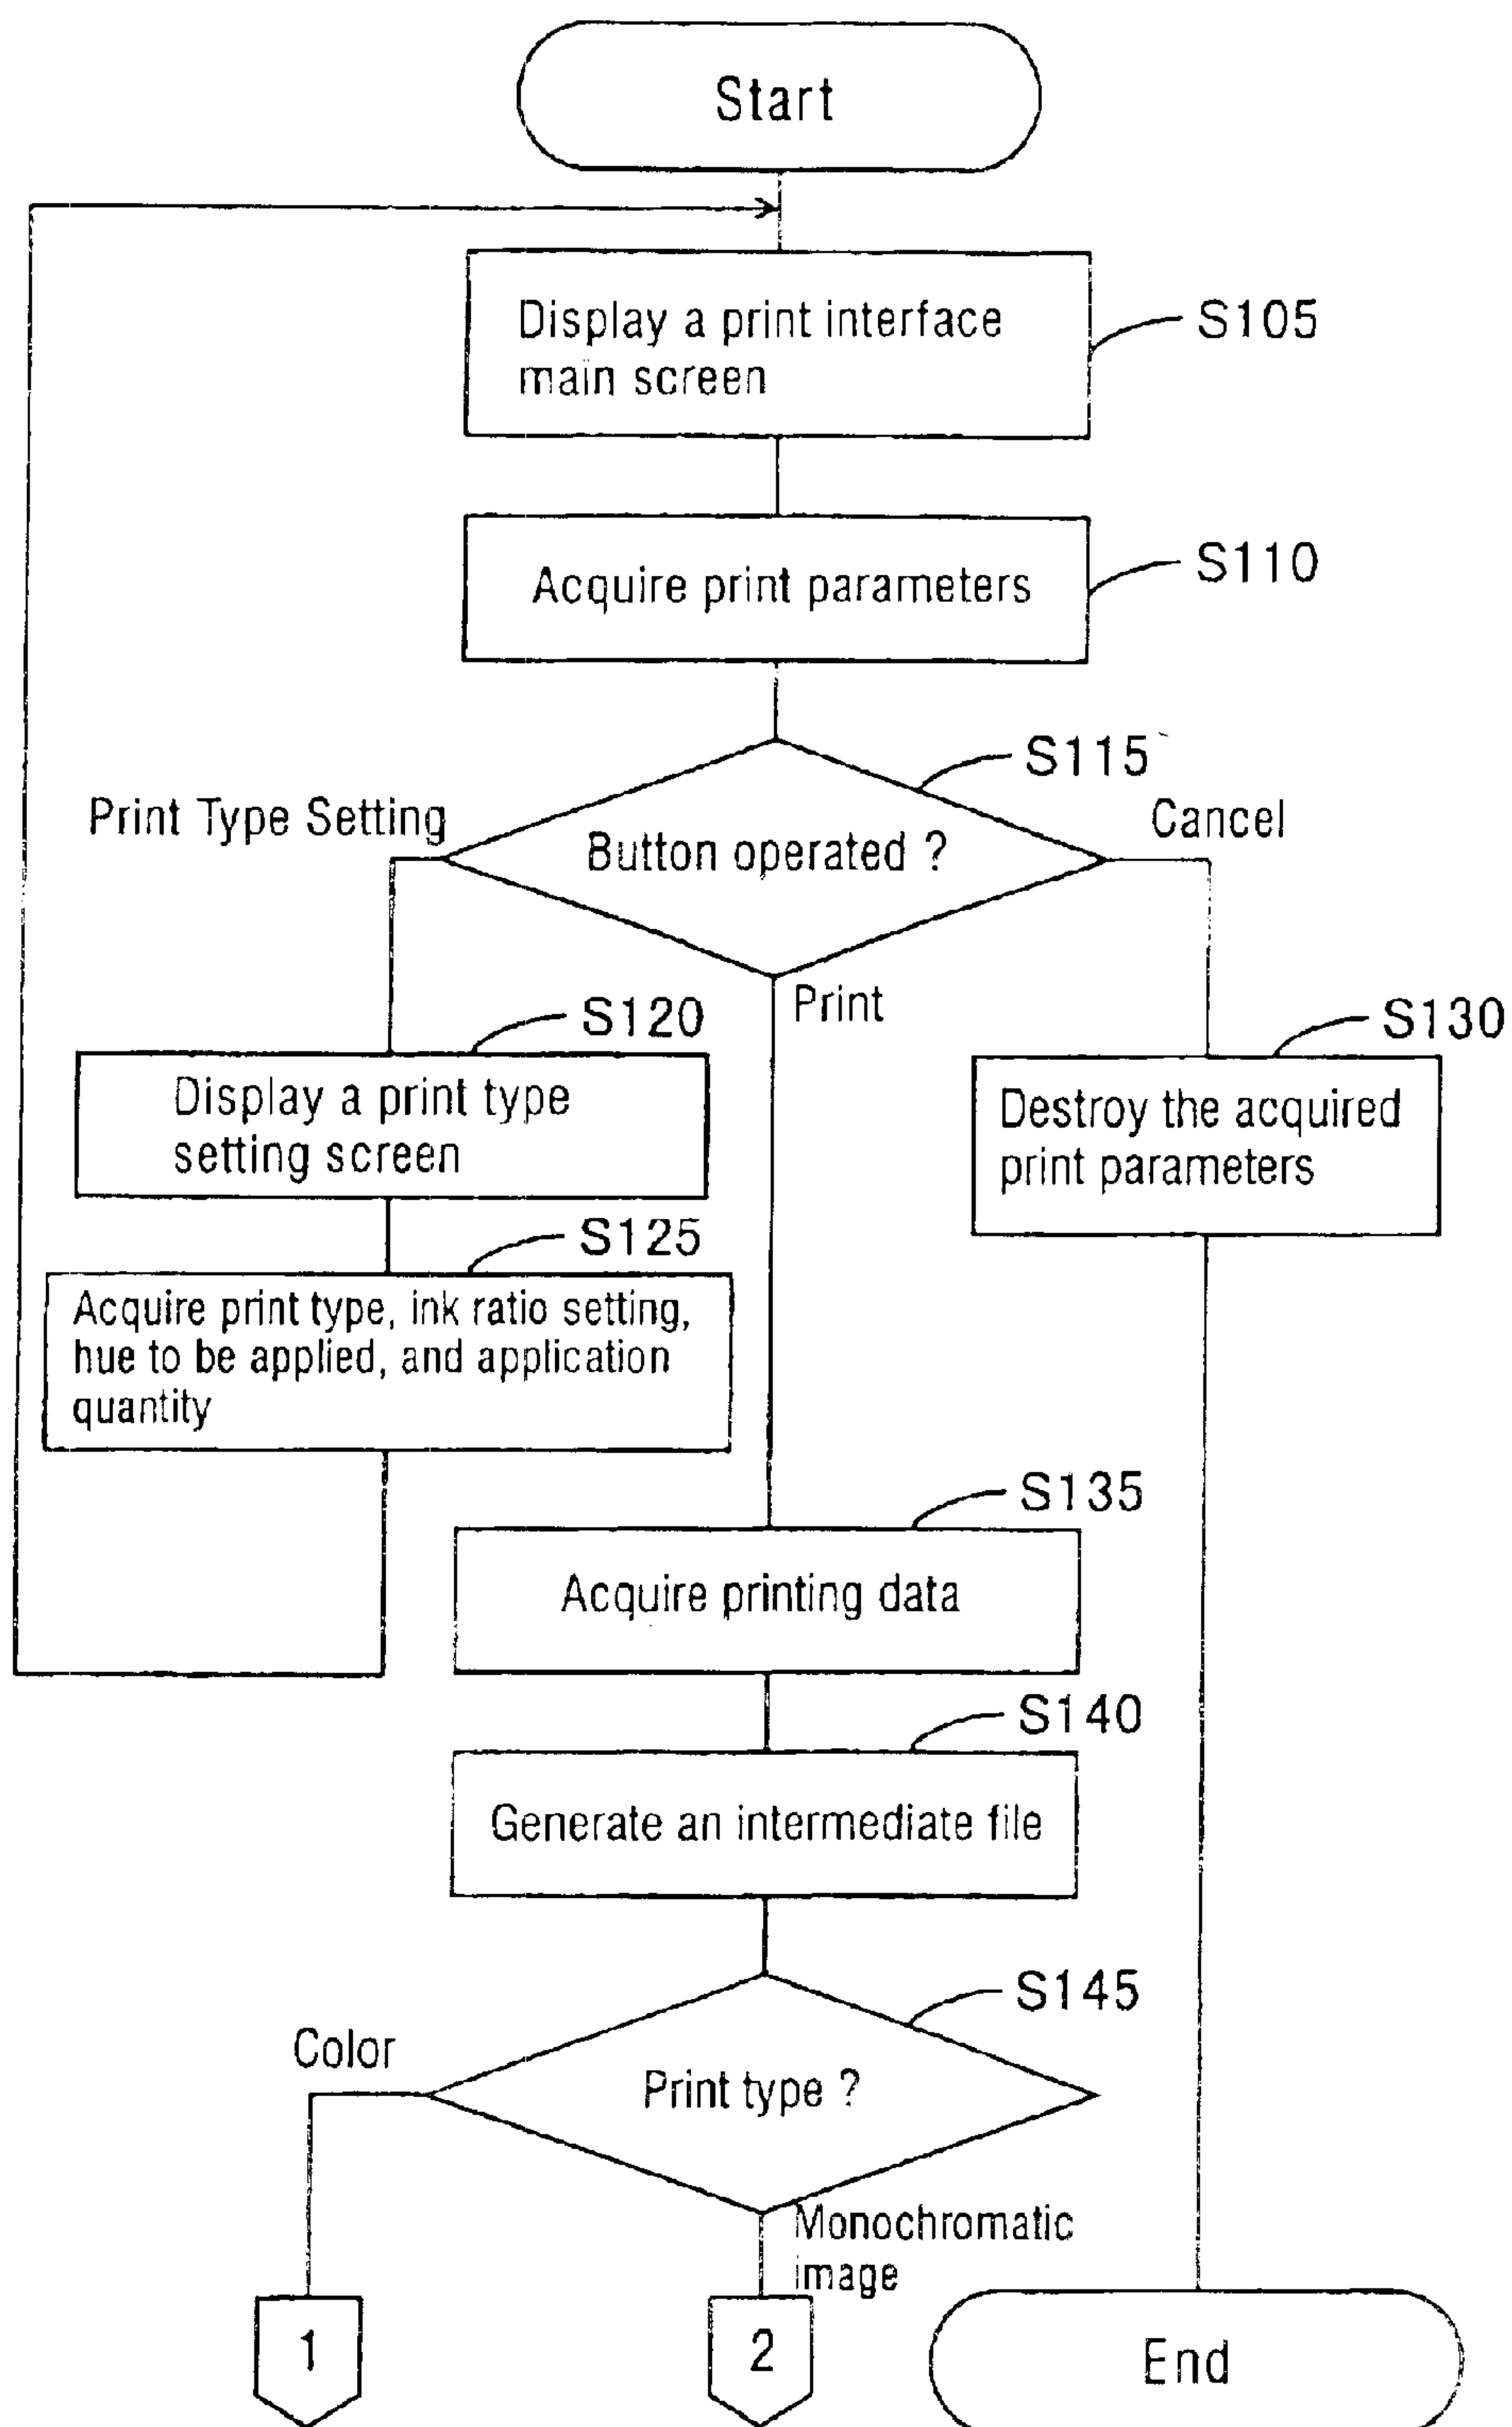 Start
Display a print interface
main screen
S105
Acquire print parameters
S110
S115
Print Type Setting
Button operated ?
Cancel
Print
S120
Display a print type
setting screen
S130
Destroy the acquired
print parameters
S125
Acquire print type, ink ratio setting,
hue to be applied, and application
quantity
S135
Acquire printing data
S140
Generate an intermediate file
S145
Color
Print type ?
Monochromatic
image
1
2
End